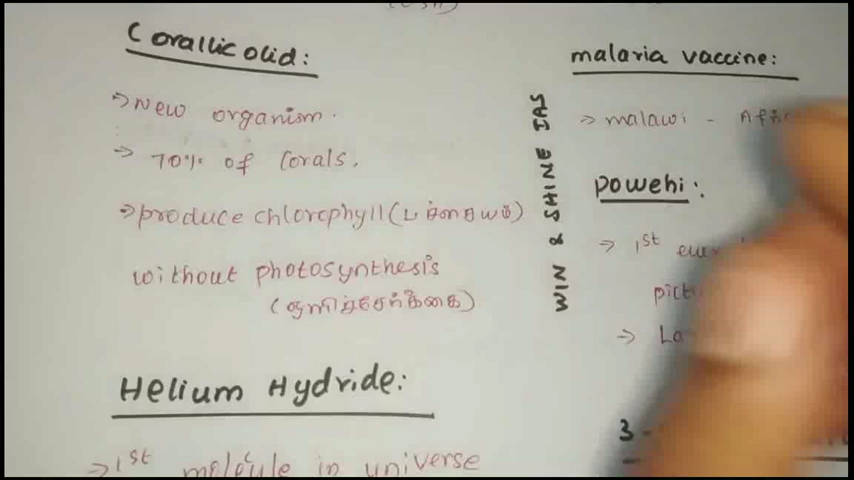 Corallicolid:
→ New organism.
→ 70% of Corals.
→ produce chlorophyll (பச்சையம்)
without photosynthesis
(ஒளிச்சேர்க்கை)
Helium Hydride:
→ 1st molecule in universe
WIN & SHINE IAS
malaria vaccine:
→ malawi -
Powehi:
→ 1st
→
3 -